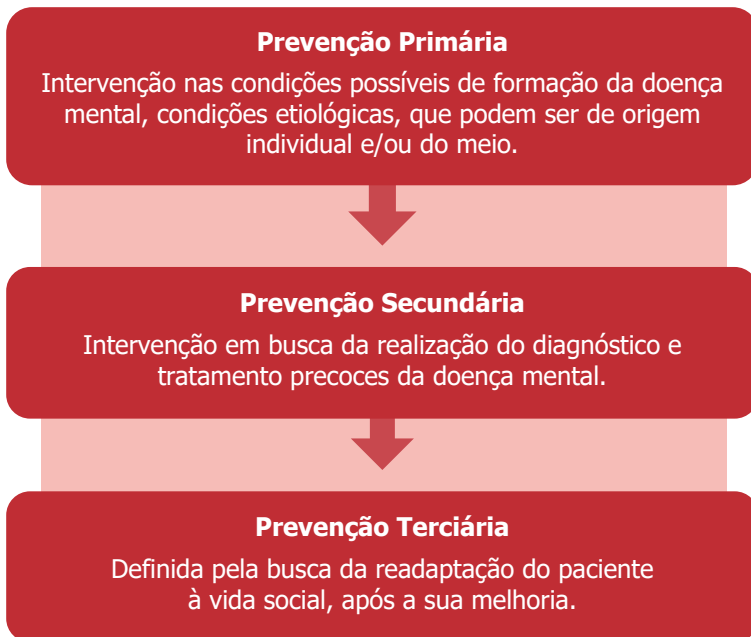 Prevenção Primária
Intervenção nas condições possíveis de formação da doença
mental, condições etiológicas, que podem ser de origem
individual e/ou do meio.
Prevenção Secundária
Intervenção em busca da realização do diagnóstico e
tratamento precoces da doença mental.
Prevenção Terciária
Definida pela busca da readaptação do paciente
à vida social, após a sua melhoria.